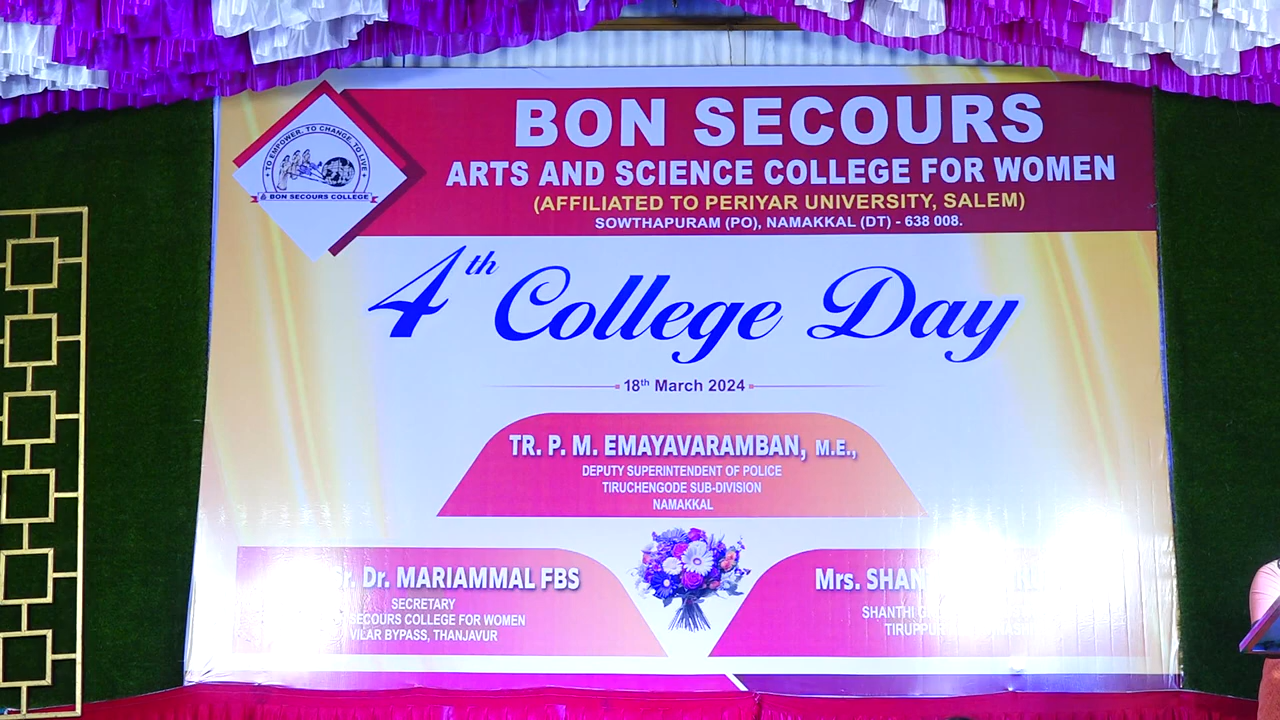 BON SECOURS
ARTS AND SCIENCE COLLEGE FOR WOMEN
(AFFILIATED TO PERIYAR UNIVERSITY, SALEM)
SOWTHAPURAM (PO), NAMAKKAL (DT) - 638 008.
TO EMPOWER, TO CHANGE, TO LIVE
BON SECOURS COLLEGE
4th College Day
18th March 2024
TR. P. M. EMAYAVARAMBAN, M.E.,
DEPUTY SUPERINTENDENT OF POLICE
TIRUCHENGODE SUB-DIVISION
NAMAKKAL
Dr. MARIAMMAL FBS
SECRETARY
SECOURS COLLEGE FOR WOMEN
VILAR BYPASS, THANJAVUR
Mrs.
SHANTHI